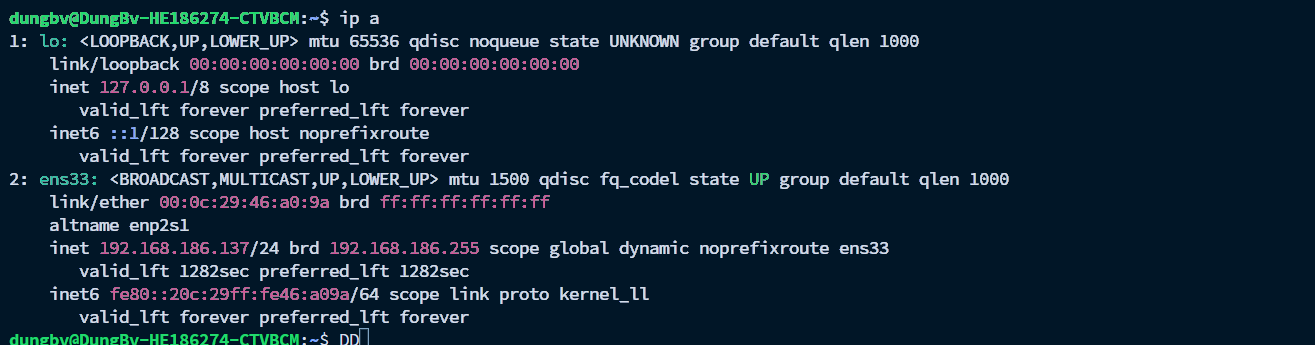 dungbv@DungBv-HE186274-CTVBCM:~$ ip a
1: lo: <LOOPBACK,UP,LOWER_UP> mtu 65536 qdisc noqueue state UNKNOWN group default qlen 1000
    link/loopback 00:00:00:00:00:00 brd 00:00:00:00:00:00
    inet 127.0.0.1/8 scope host lo
       valid_lft forever preferred_lft forever
    inet6 ::1/128 scope host noprefixroute
       valid_lft forever preferred_lft forever
2: ens33: <BROADCAST,MULTICAST,UP,LOWER_UP> mtu 1500 qdisc fq_codel state UP group default qlen 1000
    link/ether 00:0c:29:46:a0:9a brd ff:ff:ff:ff:ff:ff
    altname enp2s1
    inet 192.168.186.137/24 brd 192.168.186.255 scope global dynamic noprefixroute ens33
       valid_lft 1282sec preferred_lft 1282sec
    inet6 fe80::20c:29ff:fe46:a09a/64 scope link proto kernel_ll
       valid_lft forever preferred_lft forever
dungbv@DungBv-HE186274-CTVBCM:~$ DD